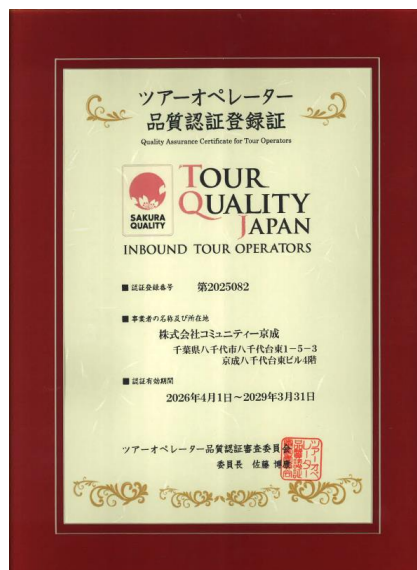 ツアーオペレーター
品質認証登録証
Quality Assurance Certificate for Tour Operators
SAKURA
QUALITY
TOUR
QUALITY
JAPAN
INBOUND TOUR OPERATORS
■ 認証登録番号 第2025082
■ 事業者の名称及び所在地
株式会社コミュニティー京成
千葉県八千代市八千代台東1-5-3
京成八千代台東ビル4階
■ 認証有効期間
2026年4月1日～2029年3月31日
ツアーオペレーター品質認証審査委員会
委員長 佐藤 博康